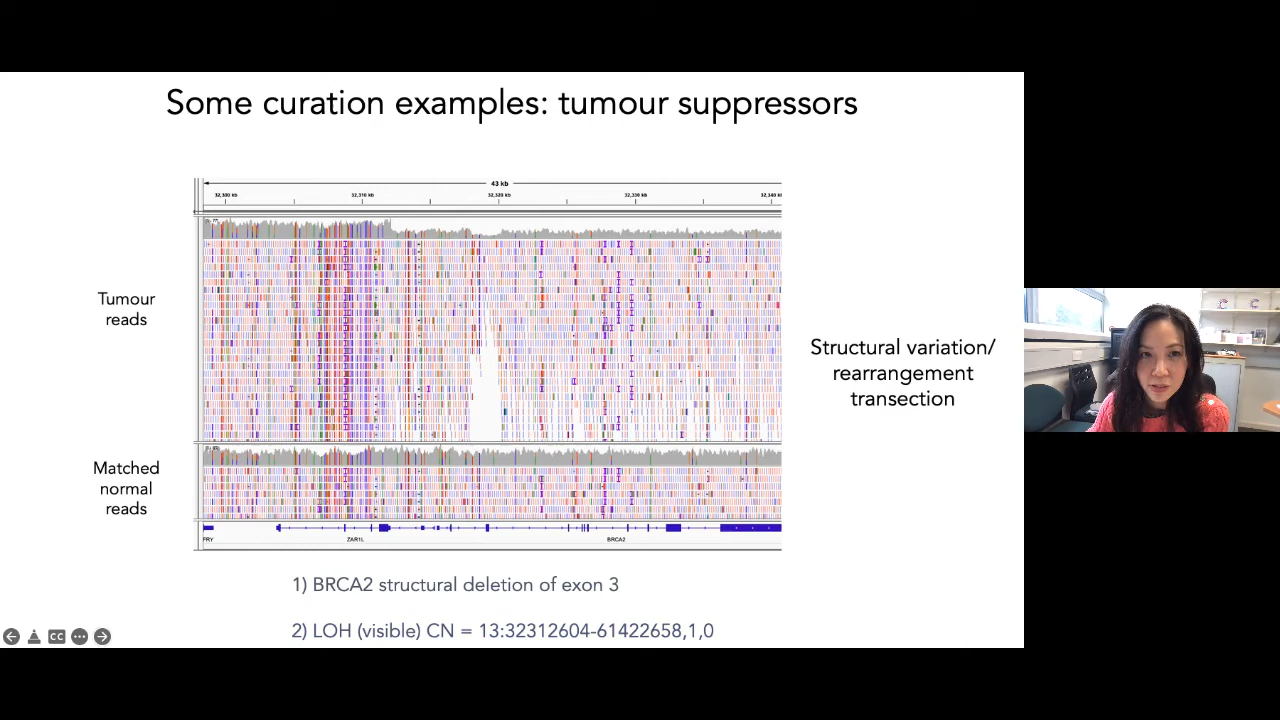 Some curation examples: tumour suppressors
43 kb
32,300 kb 32,310 kb 32,320 kb 32,330 kb 32,340 k
Tumour
reads
Structural variation/
rearrangement
transection
Matched
normal
reads
FRY ZAR1L BRCA2
1) BRCA2 structural deletion of exon 3
2) LOH (visible) CN = 13:32312604-61422658,1,0
CC